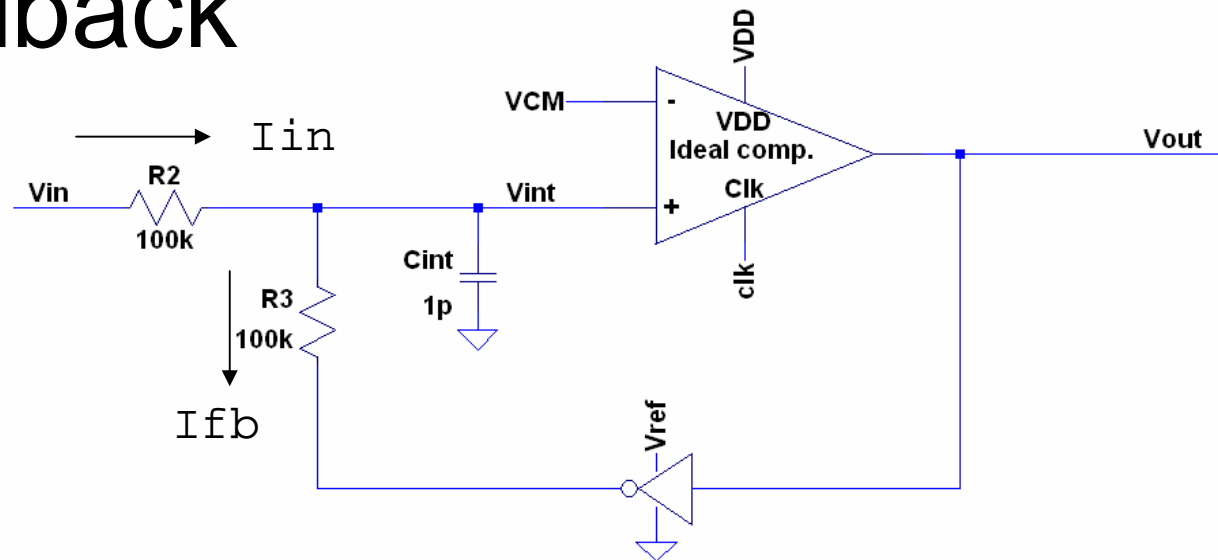 VDD
VCM
-
VDD
Ideal comp.
Clk
+
clk
Iin
Vin
R2
100k
Vint
Vout
Cint
1p
R3
100k
Ifb
Vref